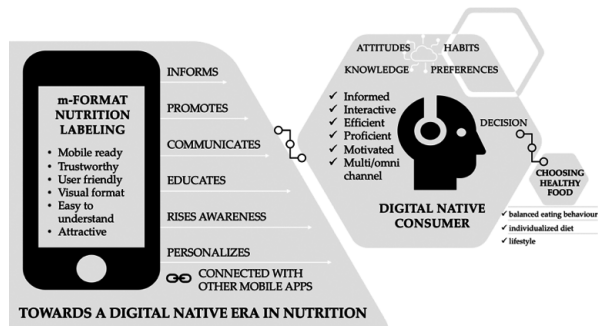 m-FORMAT
NUTRITION
LABELING
• Mobile ready
• Trustworthy
• User friendly
• Visual format
• Easy to
understand
• Attractive
INFORMS
PROMOTES
COMMUNICATES
EDUCATES
RISES AWARENESS
PERSONALIZES
CONNECTED WITH
OTHER MOBILE APPS
TOWARDS A DIGITAL NATIVE ERA IN NUTRITION
ATTITUDES
HABITS
KNOWLEDGE
PREFERENCES
✓ Informed
✓ Interactive
✓ Efficient
✓ Proficient
✓ Motivated
✓ Multi/omni
channel
DIGITAL NATIVE
CONSUMER
DECISION
CHOOSING
HEALTHY
FOOD
✓ balanced eating behaviour
✓ individualized diet
✓ lifestyle